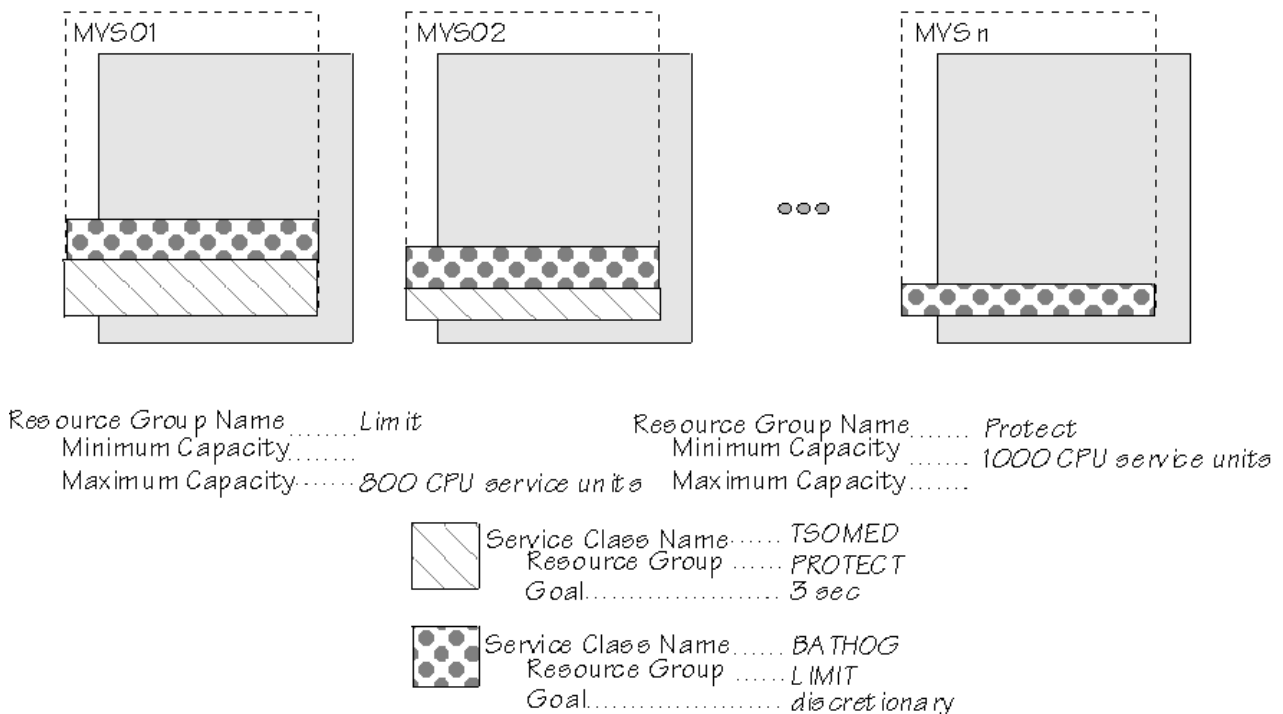 MVS01
MVS02
MVSn
Resource Group Name ........ Limit
Minimum Capacity ........
Maximum Capacity ...... 800 CPU service units
Resource Group Name ....... Protect
Minimum Capacity ....... 1000 CPU service units
Maximum Capacity .......
Service Class Name ...... TSOMED
Resource Group ...... PROTECT
Goal ...................... 3 sec
Service Class Name ...... BATHOG
Resource Group ...... LIMIT
Goal ...................... discretionary